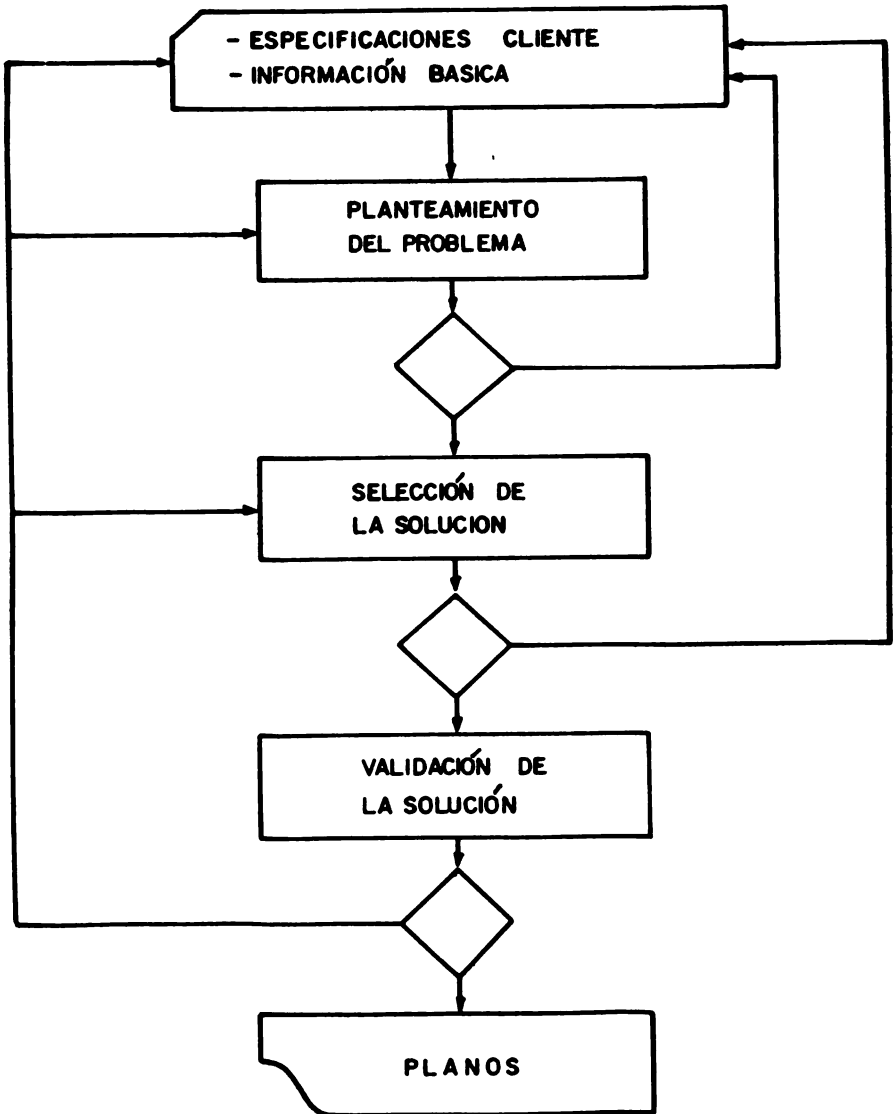 - ESPECIFICACIONES CLIENTE
- INFORMACIÓN BASICA
PLANTEAMIENTO
DEL PROBLEMA
SELECCIÓN DE
LA SOLUCION
VALIDACIÓN DE
LA SOLUCIÓN
PLANOS